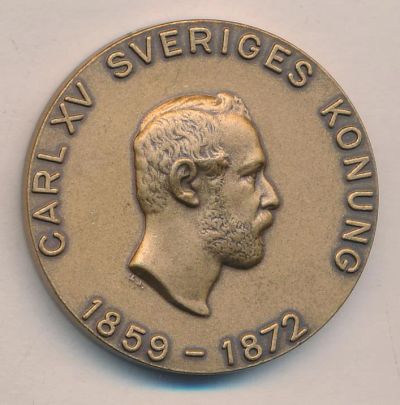 CARL XV SVERIGES KONUNG
1859 – 1872